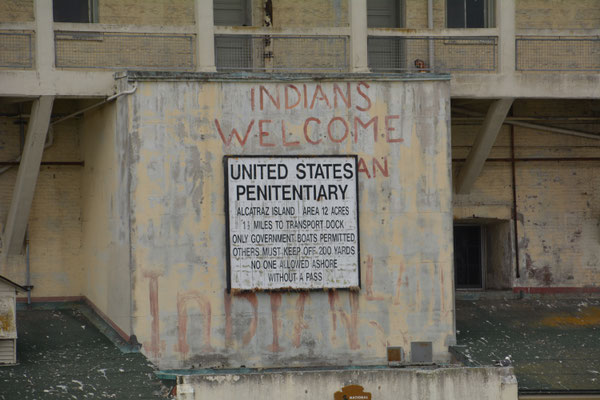 INDIANS
WELCOME
AN
UNITED STATES
PENITENTIARY
ALCATRAZ ISLAND AREA 12 ACRES
1½ MILES TO TRANSPORT DOCK
ONLY GOVERNMENT BOATS PERMITTED
OTHERS MUST KEEP OFF 200 YARDS
NO ONE ALLOWED ASHORE
WITHOUT A PASS
INDIAN